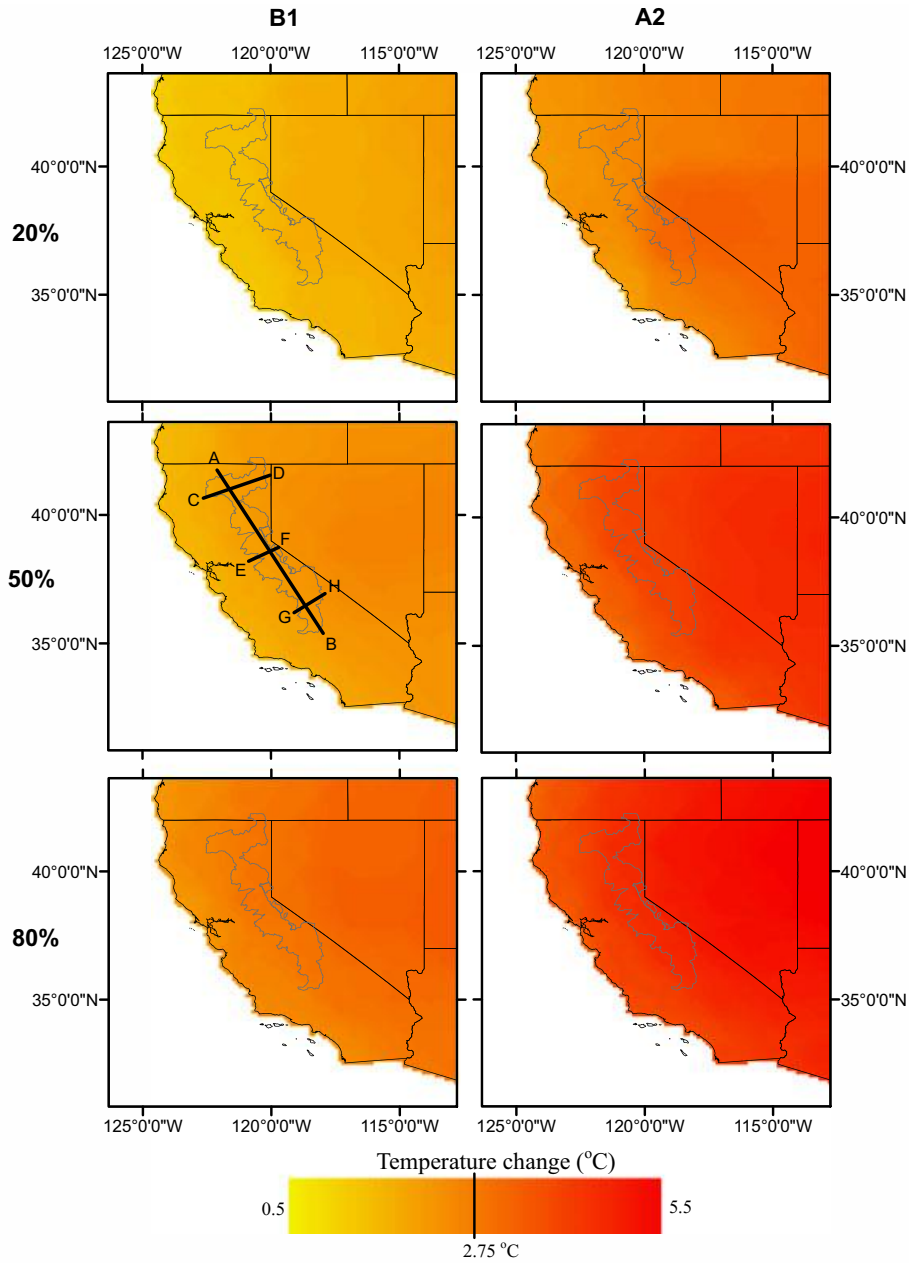 B1 A2
125°0'0"W 120°0'0"W 115°0'0"W 125°0'0"W 120°0'0"W 115°0'0"W
40°0'0"N 40°0'0"N
20%
35°0'0"N 35°0'0"N
A
D
C
40°0'0"N 40°0'0"N
F
E
50%
H
G
35°0'0"N B 35°0'0"N
40°0'0"N 40°0'0"N
80%
35°0'0"N 35°0'0"N
125°0'0"W 120°0'0"W 115°0'0"W 125°0'0"W 120°0'0"W 115°0'0"W
Temperature change (°C)
0.5 5.5
2.75 °C